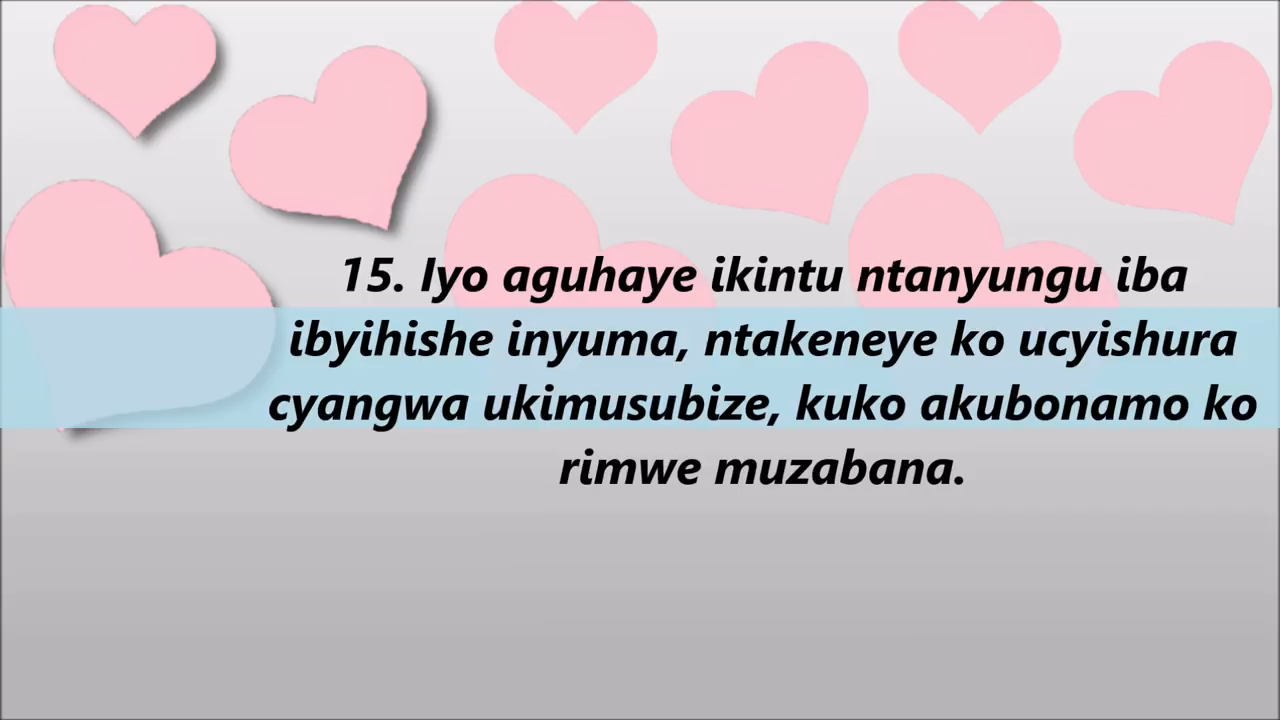 15. Iyo aguhaye ikintu ntanyungu iba
ibyihishe inyuma, ntakeneye ko ucyishura
cyangwa ukimusubize, kuko akubonamo ko
rimwe muzabana.